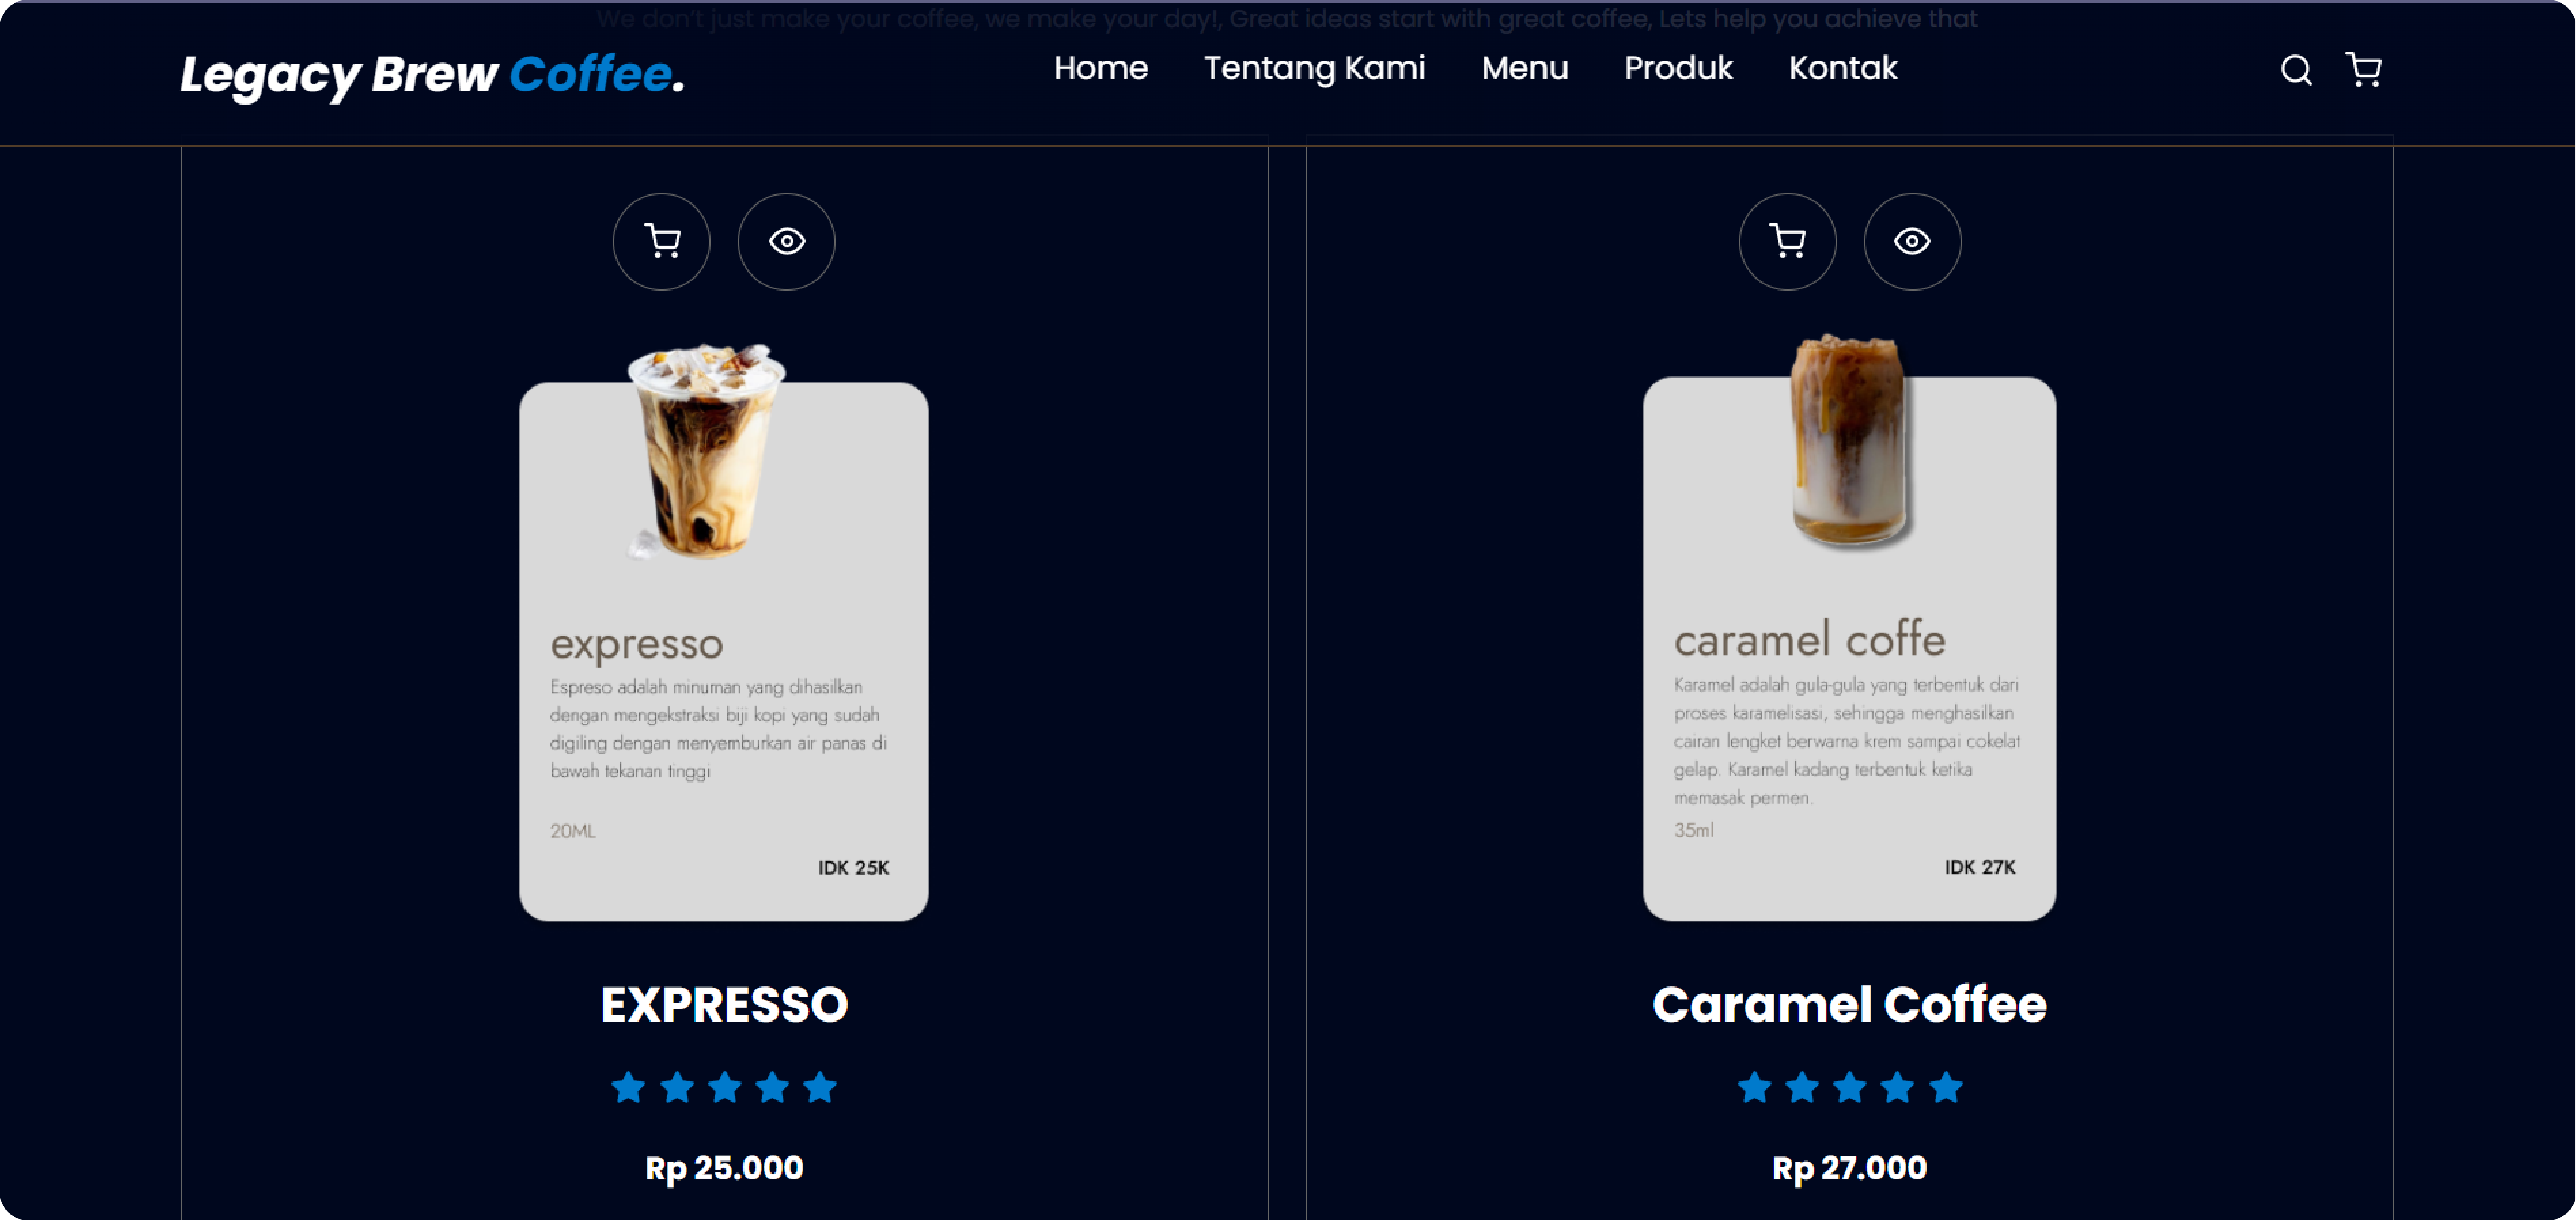 We don't just make your coffee, we make your day!, Great ideas start with great coffee, Lets help you achieve that
Legacy Brew Coffee.
Home
Tentang Kami
Menu
Produk
Kontak
expresso
Espreso adalah minuman yang dihasilkan
dengan mengekstraksi biji kopi yang sudah
digiling dengan menyemburkan air panas di
bawah tekanan tinggi
20ML
IDK 25K
EXPRESSO
Rp 25.000
caramel coffe
Karamel adalah gula-gula yang terbentuk dari
proses karamelisasi, sehingga menghasilkan
cairan lengket berwarna krem sampai cokelat
gelap. Karamel kadang terbentuk ketika
memasak permen.
35ml
IDK 27K
Caramel Coffee
Rp 27.000